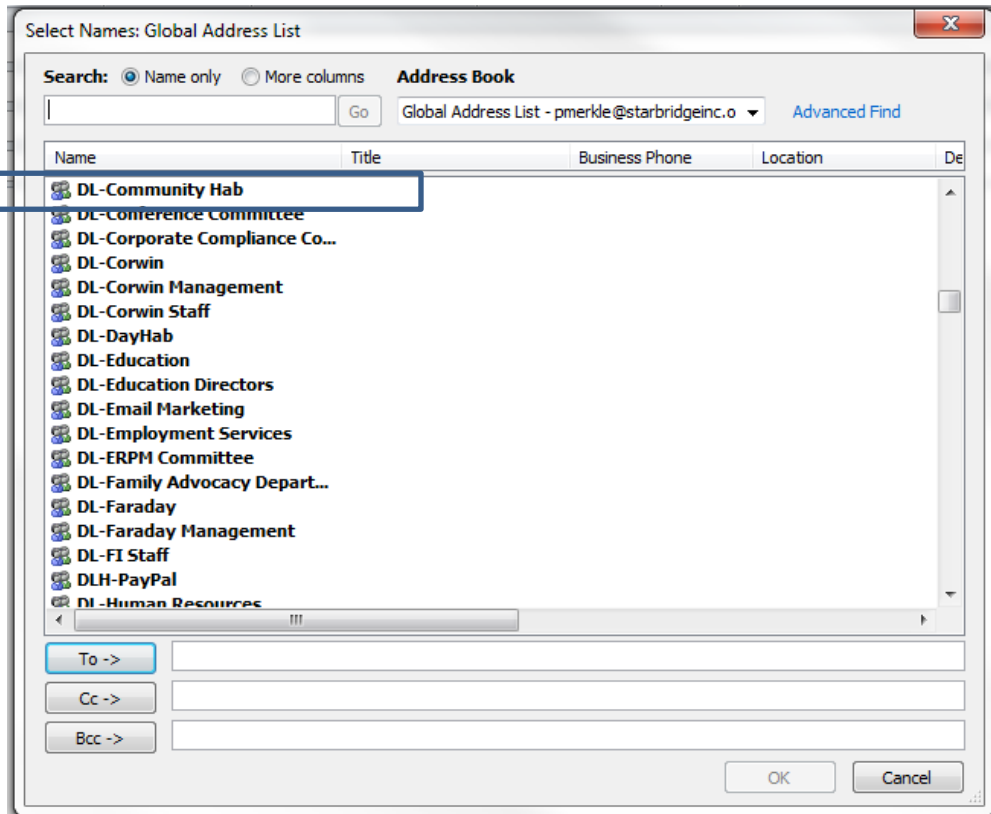 Select Names: Global Address List
Search: Name only More columns Address Book
Go Global Address List - pmerkle@starbridgeinc.o Advanced Find
Name Title Business Phone Location De
DL-Community Hab
DL-Conference Committee
DL-Corporate Compliance Co...
DL-Corwin
DL-Corwin Management
DL-Corwin Staff
DL-DayHab
DL-Education
DL-Education Directors
DL-Email Marketing
DL-Employment Services
DL-ERPM Committee
DL-Family Advocacy Depart...
DL-Faraday
DL-Faraday Management
DL-FI Staff
DLH-PayPal
DL-Human Resources
To ->
Cc ->
Bcc ->
OK Cancel